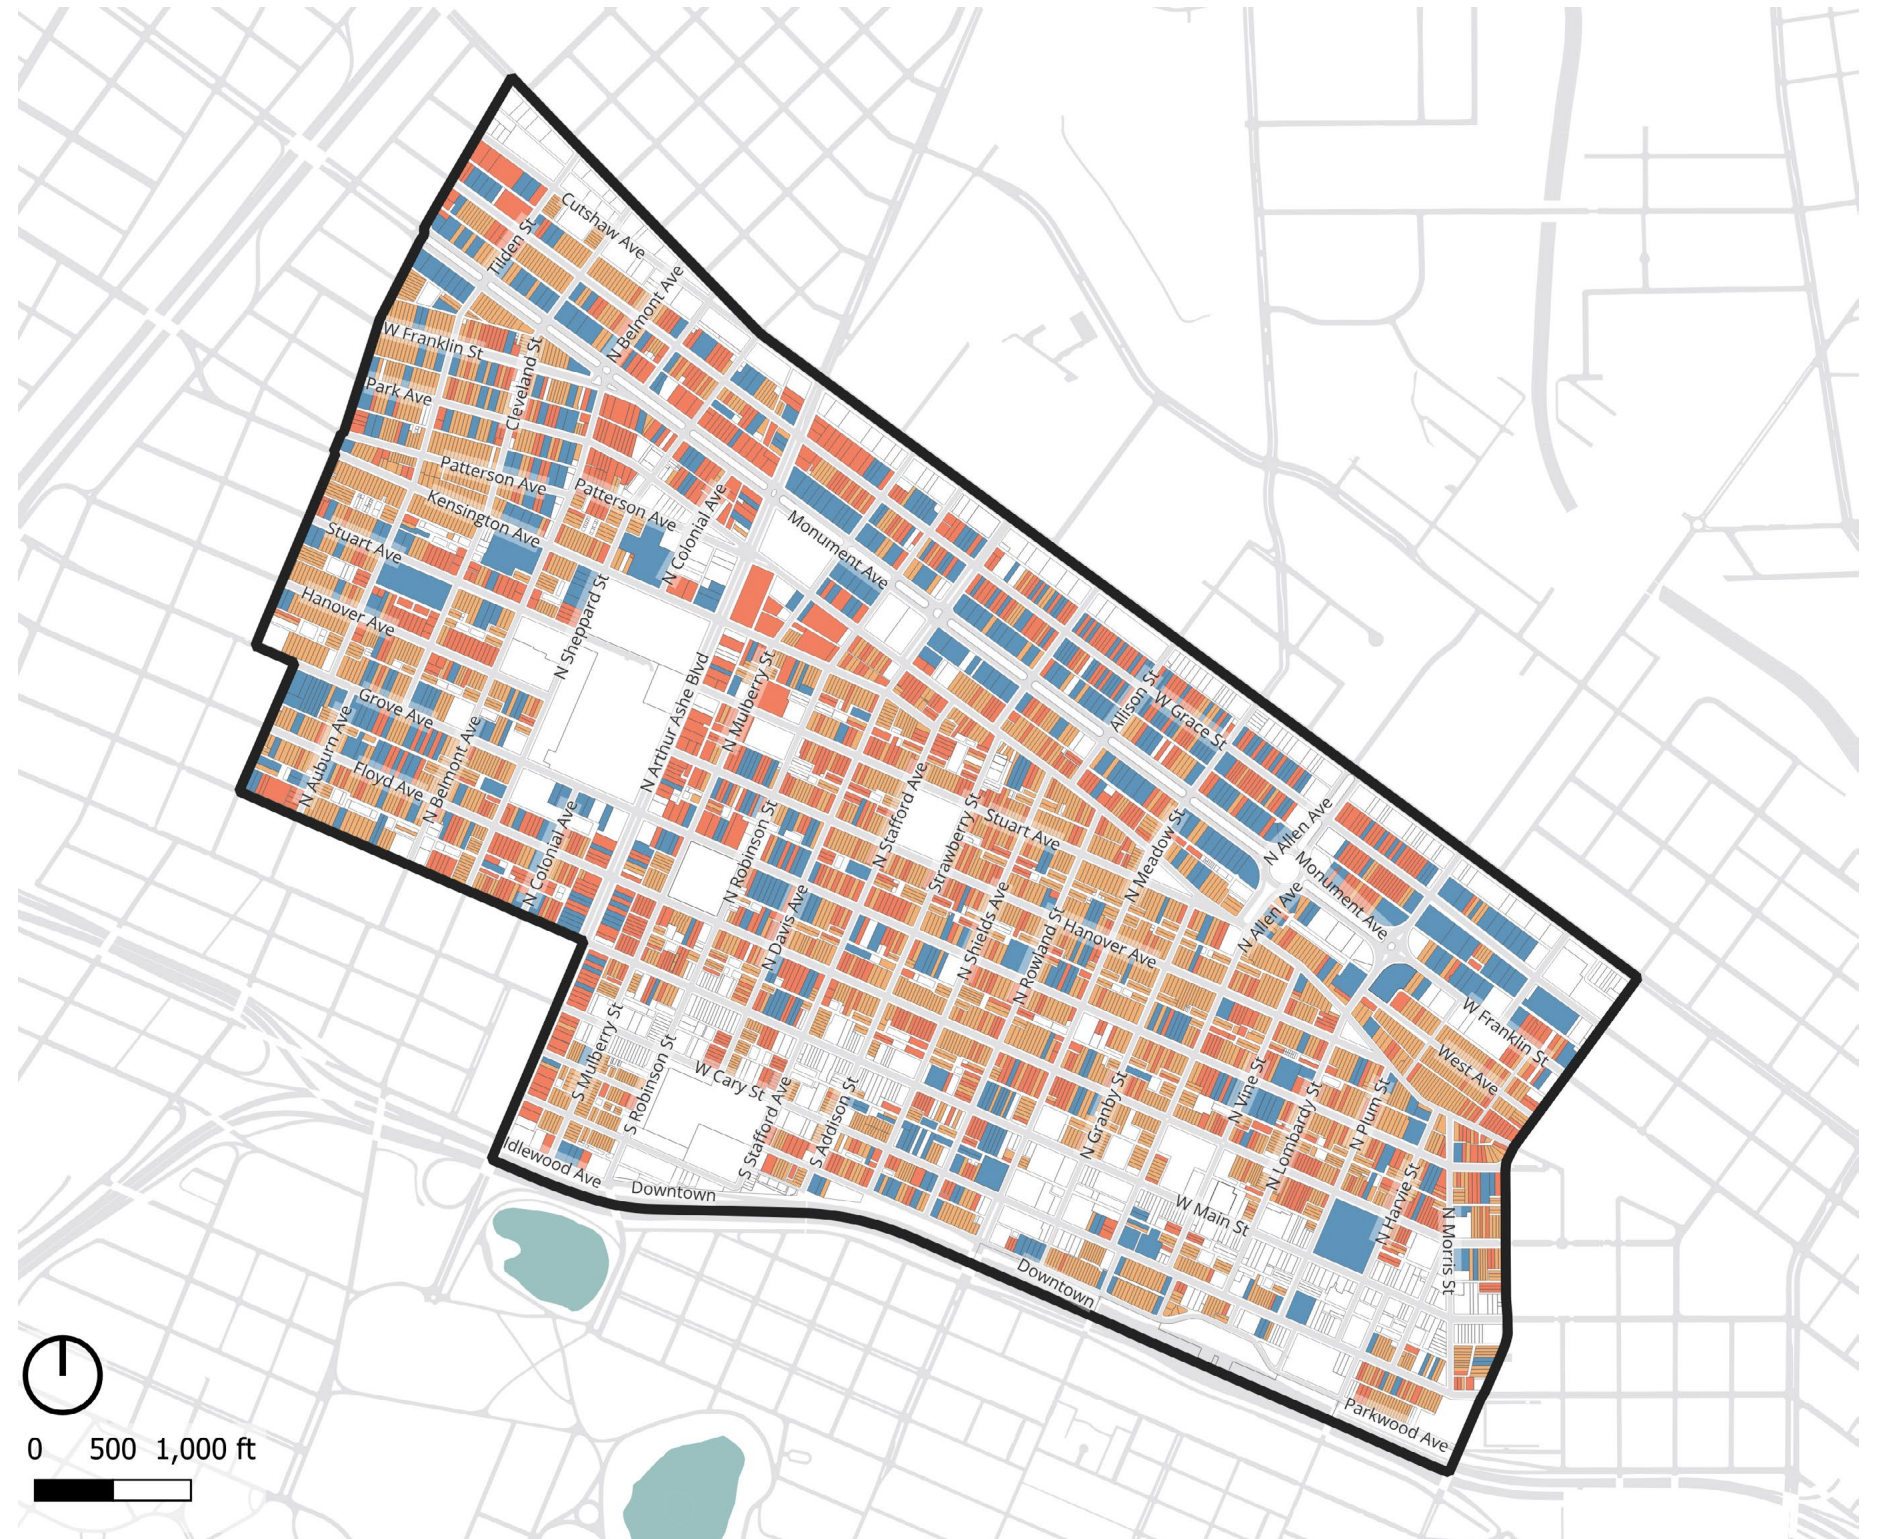 Cutshaw Ave
Tilden St
N Belmont Ave
W Franklin St
Cleveland St
Park Ave
Patterson Ave
Patterson Ave
Kensington Ave
N Colonial Ave
Monument Ave
Stuart Ave
Hanover Ave
N Sheppard St
N Mulberry St
N Arthur Ashe Blvd
Allison St
W Grace St
Grove Ave
N Auburn Ave
N Belmont Ave
Floyd Ave
N Colonial Ave
N Robinson St
N Stafford Ave
Strawberry St
Stuart Ave
N Meadow St
N Allen Ave
Monument Ave
N Allen Ave
N Davis Ave
N Shields Ave
N Rowland St
Hanover Ave
W Franklin St
West Ave
S Mulberry St
S Robinson St
W Cary St
S Stafford Ave
S Addison St
N Granby St
N Vine St
N Lombardy St
N Plum St
N Harvie St
N Morris St
W Main St
Idlewood Ave
Downtown
Downtown
Parkwood Ave
0 500 1,000 ft